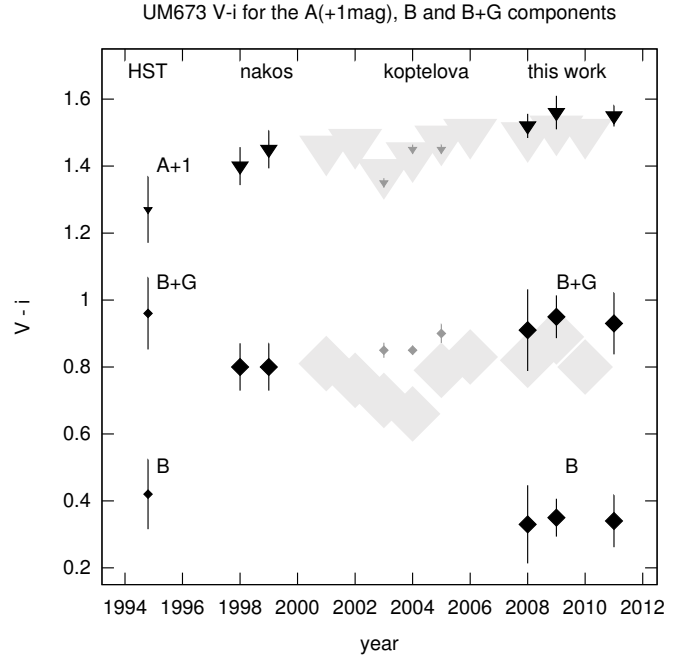 UM673 V-i for the A(+1mag), B and B+G components
HST nakos koptelova this work
1.6
A+1
1.4
1.2
B+G B+G
1
V - i
0.8
0.6
B B
0.4
0.2
1994 1996 1998 2000 2002 2004 2006 2008 2010 2012
year